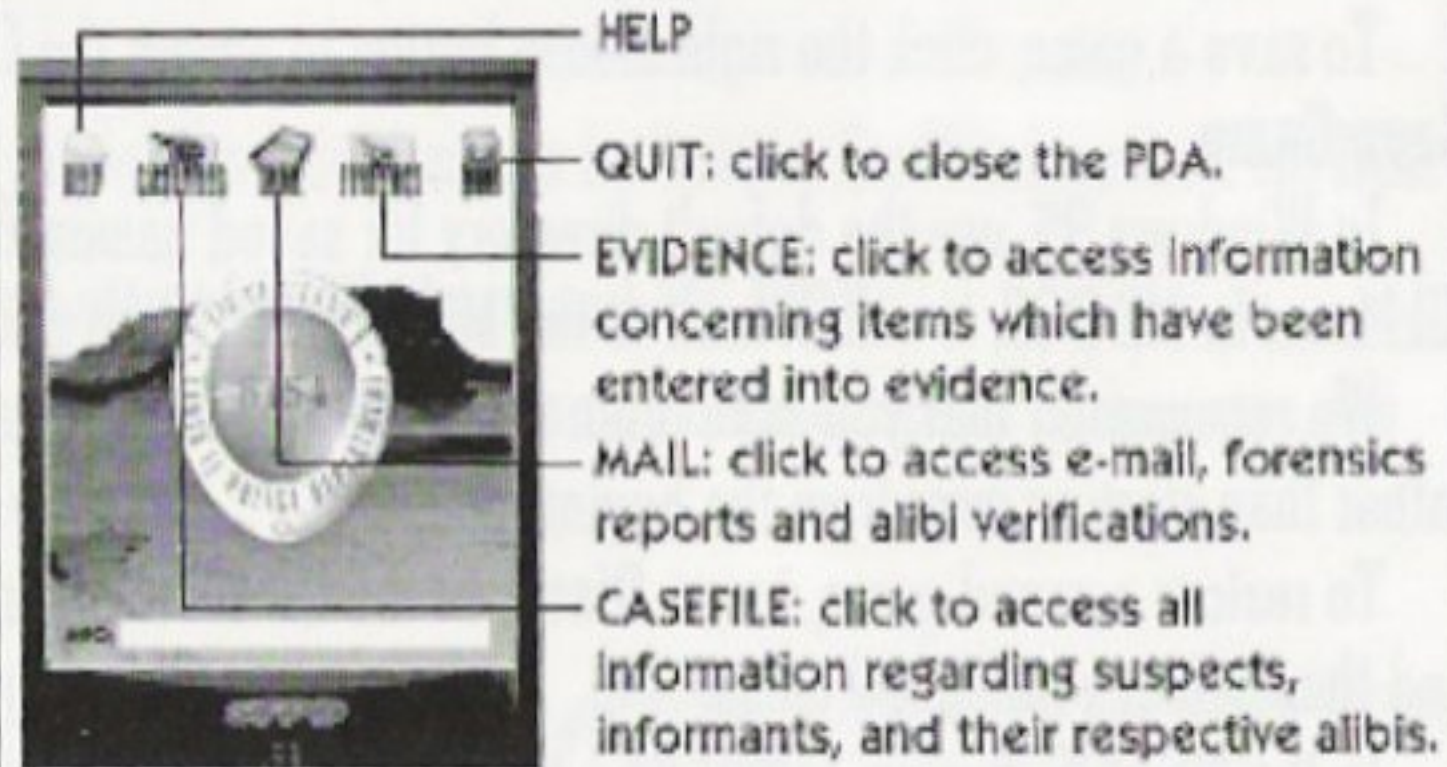 HELP
QUIT: click to close the PDA.
EVIDENCE: click to access information
concerning items which have been
entered into evidence.
MAIL: click to access e-mail, forensics
reports and alibi verifications.
CASEFILE: click to access all
information regarding suspects,
informants, and their respective alibis.